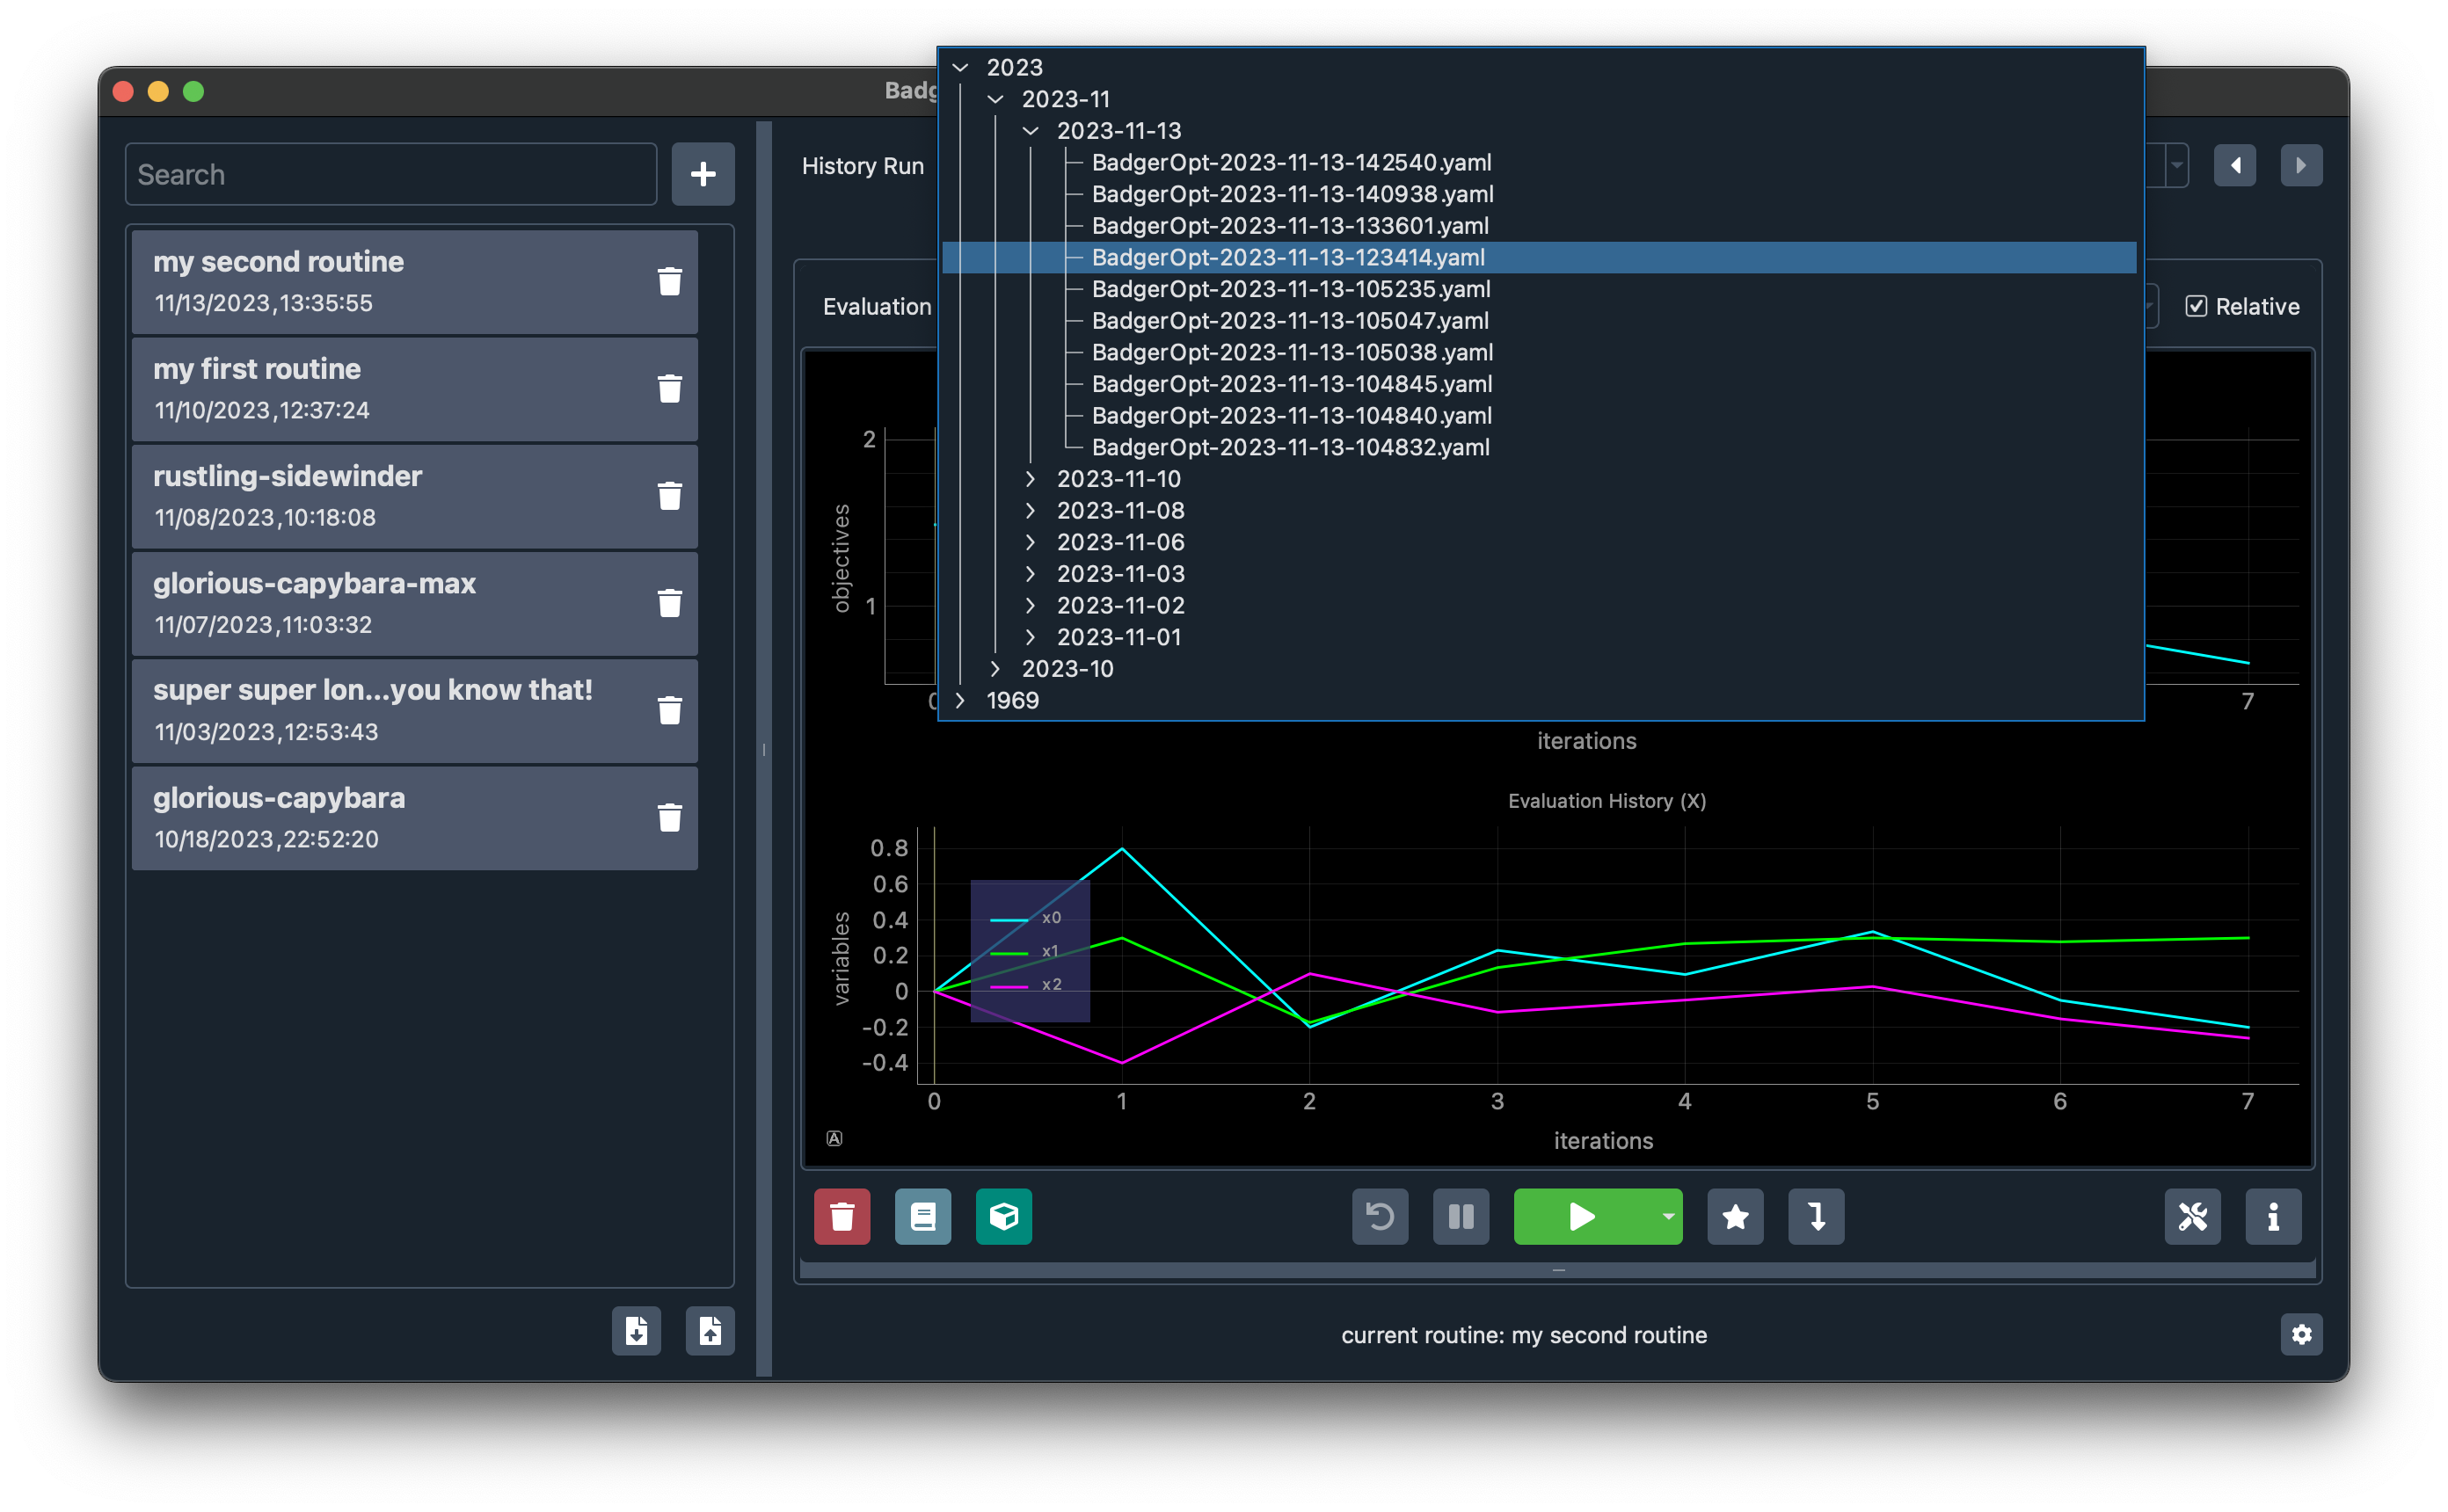 Badg
Search
my second routine
11/13/2023,13:35:55
my first routine
11/10/2023,12:37:24
rustling-sidewinder
11/08/2023,10:18:08
glorious-capybara-max
11/07/2023,11:03:32
super super lon...you know that!
11/03/2023,12:53:43
glorious-capybara
10/18/2023,22:52:20
History Run
2023
2023-11
2023-11-13
BadgerOpt-2023-11-13-142540.yaml
BadgerOpt-2023-11-13-140938.yaml
BadgerOpt-2023-11-13-133601.yaml
BadgerOpt-2023-11-13-123414.yaml
BadgerOpt-2023-11-13-105235.yaml
BadgerOpt-2023-11-13-105047.yaml
BadgerOpt-2023-11-13-105038.yaml
BadgerOpt-2023-11-13-104845.yaml
BadgerOpt-2023-11-13-104840.yaml
BadgerOpt-2023-11-13-104832.yaml
2023-11-10
2023-11-08
2023-11-06
2023-11-03
2023-11-02
2023-11-01
2023-10
1969
Evaluation
Relative
2
1
objectives
0
7
iterations
Evaluation History (X)
0.8
0.6
0.4
0.2
0
-0.2
-0.4
variables
x0
x1
x2
0 1 2 3 4 5 6 7
A
iterations
current routine: my second routine